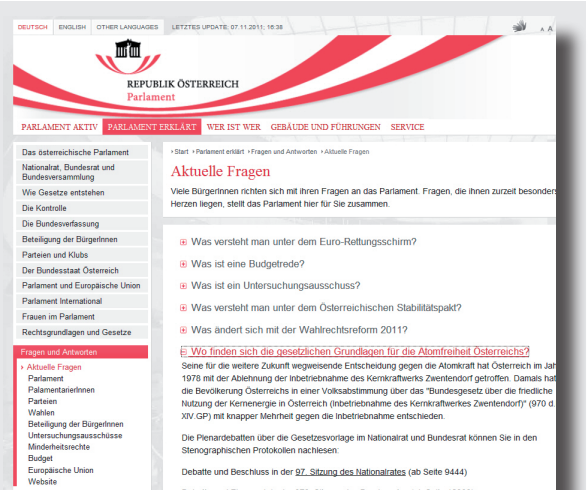 DEUTSCH ENGLISH OTHER LANGUAGES LETZTES UPDATE: 07.11.2011; 16:38
A A
REPUBLIK ÖSTERREICH
Parlament
PARLAMENT AKTIV PARLAMENT ERKLÄRT WER IST WER GEBÄUDE UND FÜHRUNGEN SERVICE
Das österreichische Parlament
Nationalrat, Bundesrat und
Bundesversammlung
Wie Gesetze entstehen
Die Kontrolle
Die Bundesverfassung
Beteiligung der BürgerInnen
Parteien und Klubs
Der Bundesstaat Österreich
Parlament und Europäische Union
Parlament International
Frauen im Parlament
Rechtsgrundlagen und Gesetze
Fragen und Antworten
Aktuelle Fragen
Parlament
PalamentarierInnen
Parteien
Wahlen
Beteiligung der BürgerInnen
Untersuchungsausschüsse
Minderheitsrechte
Budget
Europäische Union
Website
Start Parlament erklärt Fragen und Antworten Aktuelle Fragen
Aktuelle Fragen
Viele BürgerInnen richten sich mit ihren Fragen an das Parlament. Fragen, die ihnen zurzeit besonders
Herzen liegen, stellt das Parlament hier für Sie zusammen.
Was versteht man unter dem Euro-Rettungsschirm?
Was ist eine Budgetrede?
Was ist ein Untersuchungsausschuss?
Was versteht man unter dem Österreichischen Stabilitätspakt?
Was ändert sich mit der Wahlrechtsreform 2011?
Wo finden sich die gesetzlichen Grundlagen für die Atomfreiheit Österreichs?
Seine für die weitere Zukunft wegweisende Entscheidung gegen die Atomkraft hat Österreich im Jah
1978 mit der Ablehnung der Inbetriebnahme des Kernkraftwerks Zwentendorf getroffen. Damals hat
die Bevölkerung Österreichs in einer Volksabstimmung über das "Bundesgesetz über die friedliche
Nutzung der Kernenergie in Österreich (Inbetriebnahme des Kernkraftwerkes Zwentendorf)" (970 d.
XIV GP) mit knapper Mehrheit gegen die Inbetriebnahme entschieden.
Die Plenardebatten über die Gesetzesvorlage im Nationalrat und Bundesrat können Sie in den
Stenographischen Protokollen nachlesen:
Debatte und Beschluss in der 97. Sitzung des Nationalrates (ab Seite 9444)